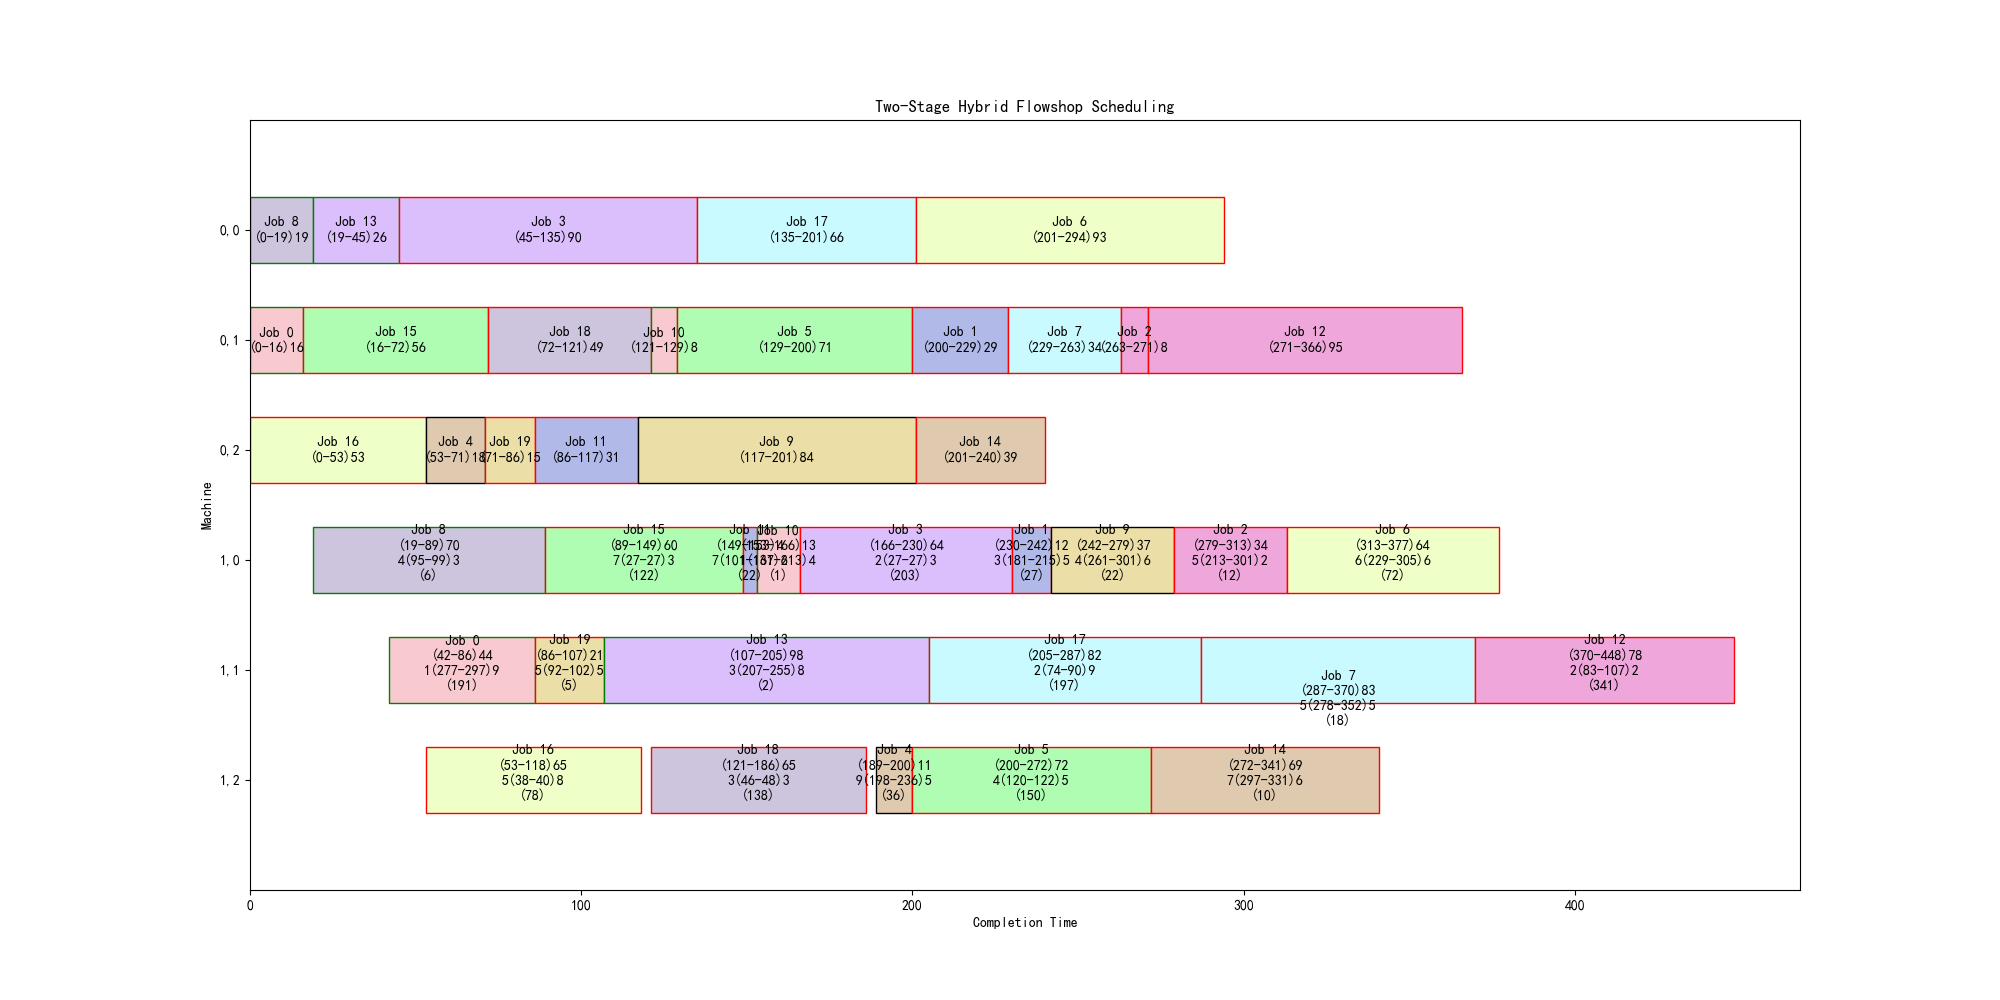 Two-Stage Hybrid Flowshop Scheduling
Machine
0,0
Job 8
(0-19)19
Job 13
(19-45)26
Job 3
(45-135)90
Job 17
(135-201)66
Job 6
(201-294)93
0,1
Job 0
(0-16)16
Job 15
(16-72)56
Job 18
(72-121)49
Job 10
(121-129)8
Job 5
(129-200)71
Job 1
(200-229)29
Job 7
(229-263)34
Job 2
(263-271)8
Job 12
(271-366)95
0,2
Job 16
(0-53)53
Job 4
(53-71)18
Job 19
(71-86)15
Job 11
(86-117)31
Job 9
(117-201)84
Job 14
(201-240)39
1,0
Job 8
(19-89)70
4(95-99)3
(6)
Job 15
(89-149)60
7(27-27)3
(122)
Job 11
(149-153)4
(22)
Job 10
(153-166)13
(1)
Job 3
(166-230)64
2(27-27)3
(203)
Job 1
(230-242)12
3(181-215)5
(27)
Job 9
(242-279)37
4(261-301)6
(22)
Job 2
(279-313)34
5(213-301)2
(12)
Job 6
(313-377)64
6(229-305)6
(72)
1,1
Job 0
(42-86)44
1(277-297)9
(191)
Job 19
(86-107)21
5(92-102)5
(5)
Job 13
(107-205)98
3(207-255)8
(2)
Job 17
(205-287)82
2(74-90)9
(197)
Job 7
(287-370)83
5(278-352)5
(18)
Job 12
(370-448)78
2(83-107)2
(341)
1,2
Job 16
(53-118)65
5(38-40)8
(78)
Job 18
(121-186)65
3(46-48)3
(138)
Job 4
(189-200)11
9(198-236)5
(36)
Job 5
(200-272)72
4(120-122)5
(150)
Job 14
(272-341)69
7(297-331)6
(10)
0
100
200
300
400
Completion Time